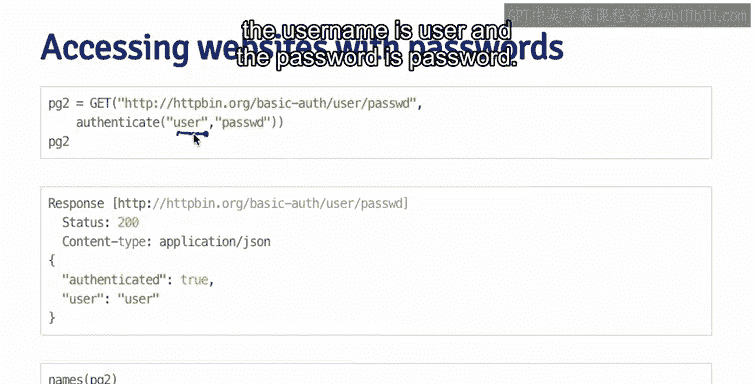 the username is user and
the password is password.
Accessing websites with passwords
pg2 = GET("http://httpbin.org/basic-auth/user/passwd",
authenticate("user","passwd"))
pg2
Response [http://httpbin.org/basic-auth/user/passwd]
Status: 200
Content-type: application/json
{
"authenticated": true,
"user": "user"
}
names(pg2)